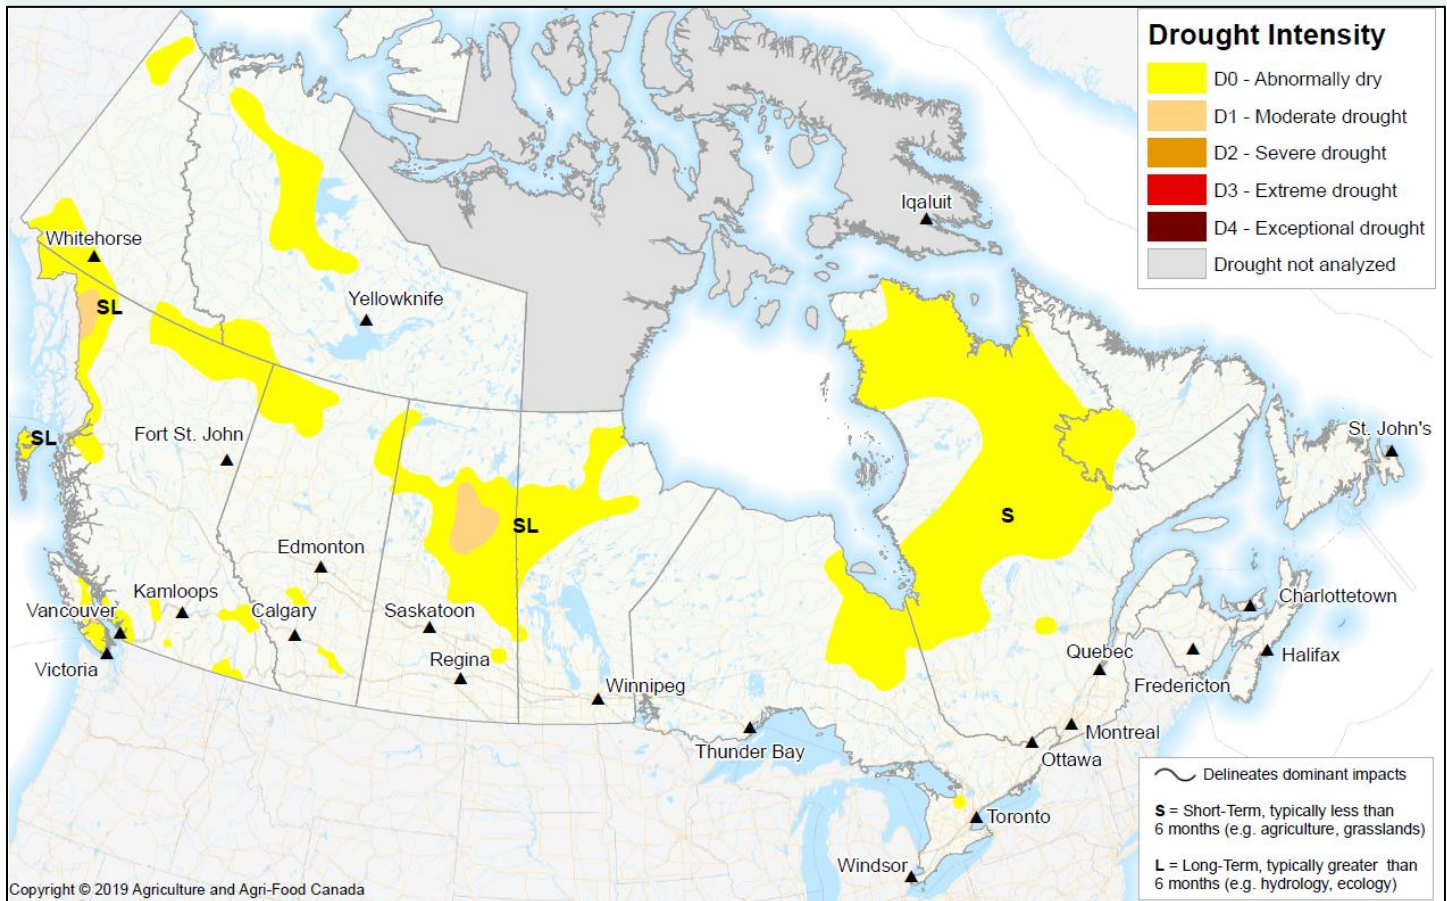 Drought Intensity
D0 - Abnormally dry
D1 - Moderate drought
D2 - Severe drought
D3 - Extreme drought
D4 - Exceptional drought
Drought not analyzed
Iqaluit
Whitehorse
SL
Yellowknife
SL
Fort St. John
St. John's
SL
S
Edmonton
Kamloops
Vancouver
Calgary
Saskatoon
Charlottetown
Victoria
Regina
Quebec
Halifax
Winnipeg
Fredericton
Thunder Bay
Montreal
Ottawa
Toronto
Windsor
Delineates dominant impacts
S = Short-Term, typically less than
6 months (e.g. agriculture, grasslands)
L = Long-Term, typically greater than
6 months (e.g. hydrology, ecology)
Copyright © 2019 Agriculture and Agri-Food Canada